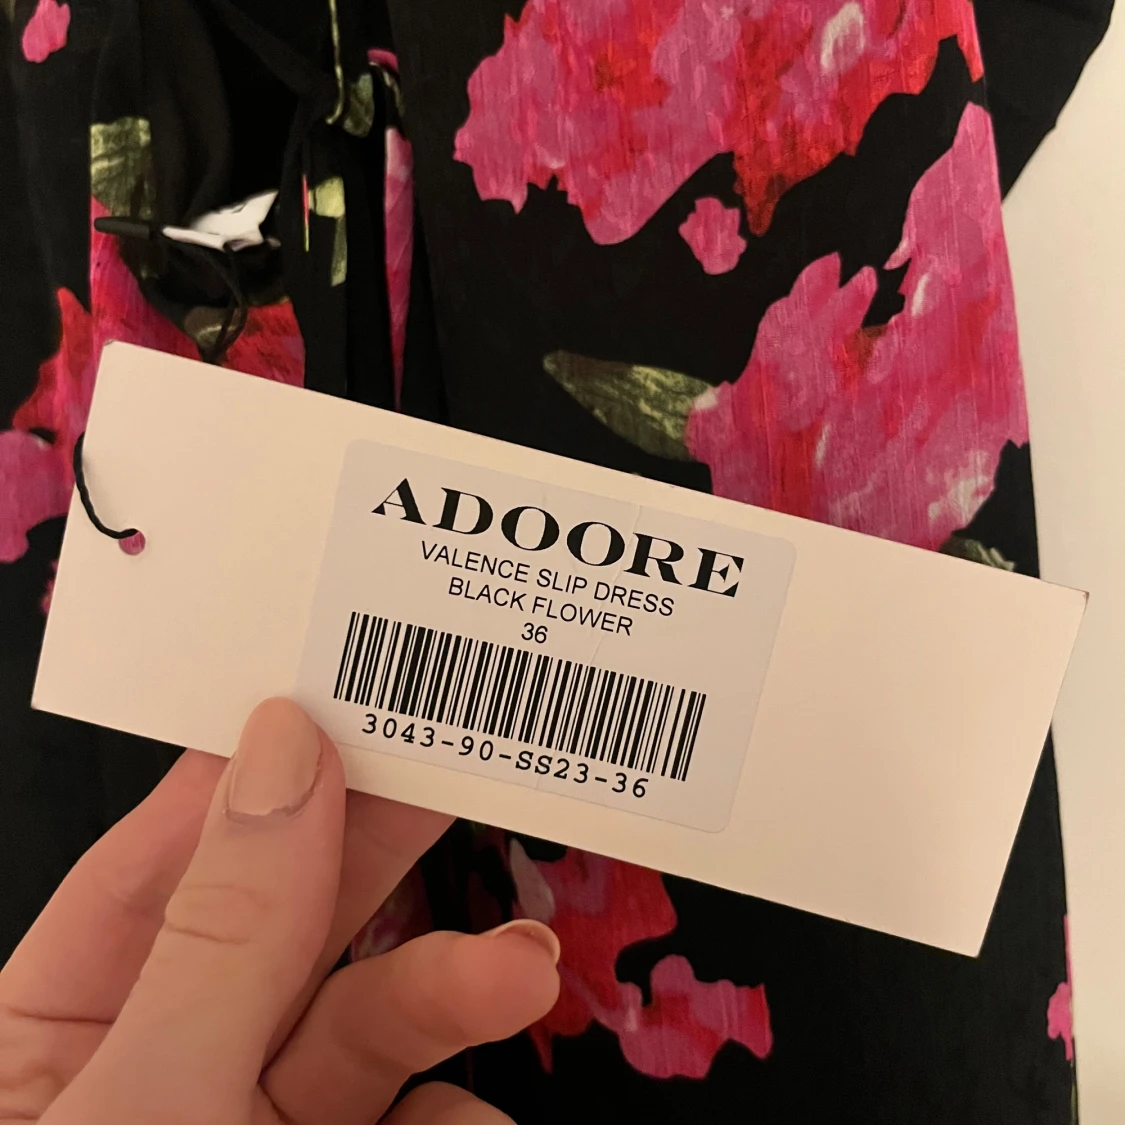 ADOORE
VALENCE SLIP DRESS
BLACK FLOWER
36
3043-90-SS23-36